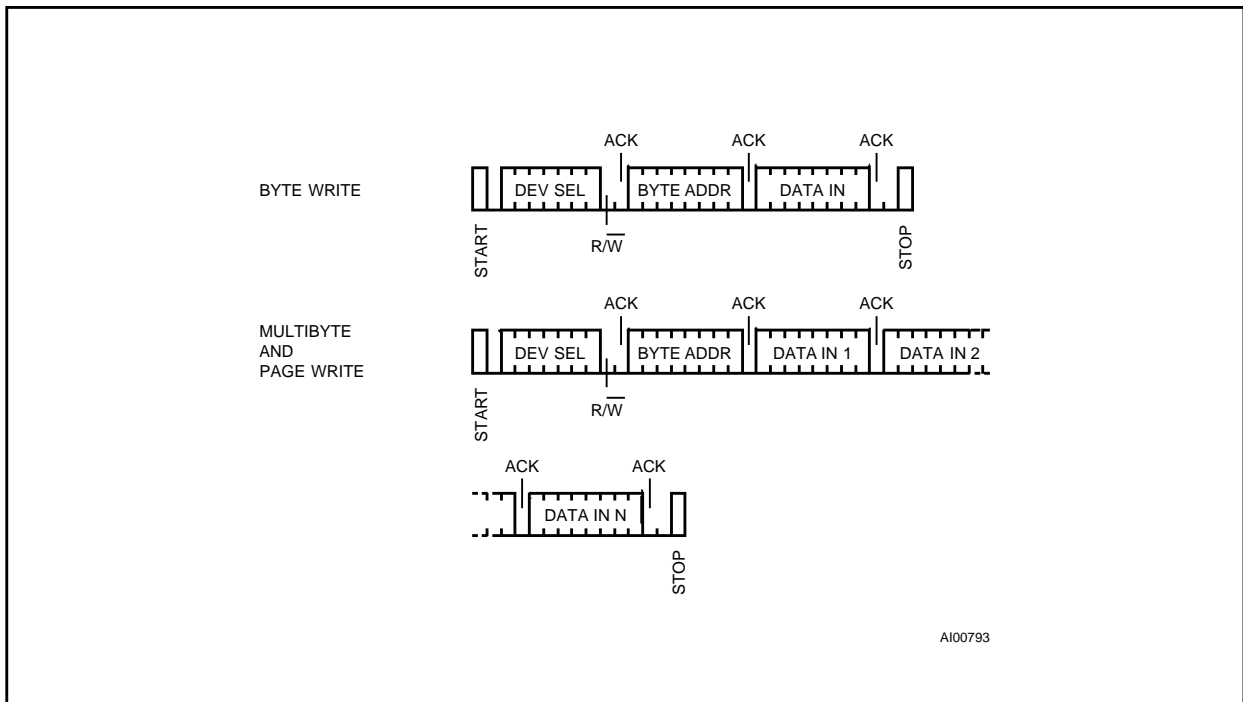 ACK ACK ACK
BYTE WRITE DEV SEL BYTE ADDR DATA IN
R/W̅
START
STOP
ACK ACK ACK
MULTIBYTE
AND
PAGE WRITE
DEV SEL BYTE ADDR DATA IN 1 DATA IN 2
R/W̅
START
ACK ACK
DATA IN N
STOP
AI00793